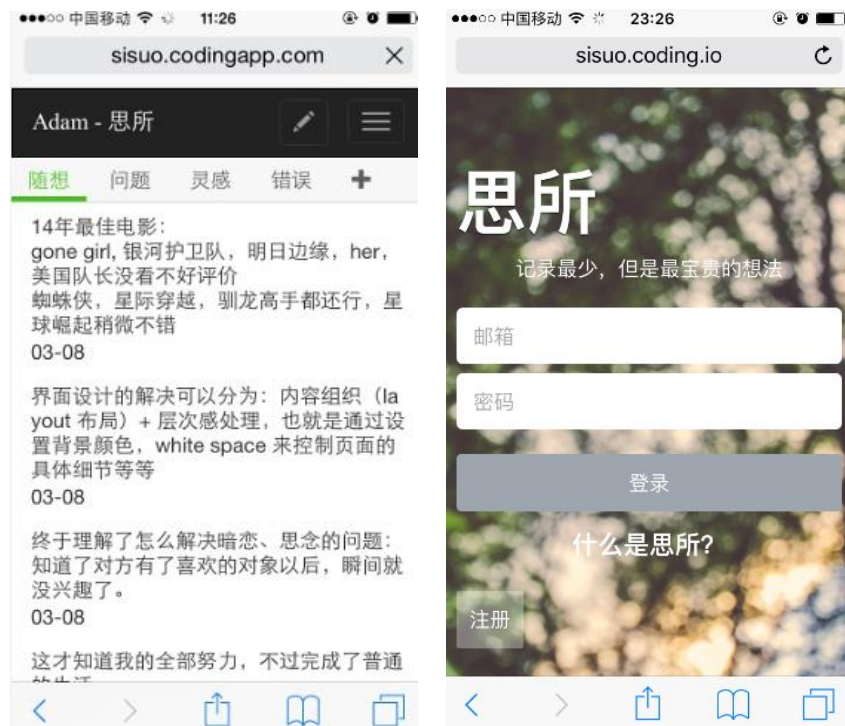 中国移动 11:26
sisuo.codingapp.com
Adam - 思所
随想 问题 灵感 错误 +
14年最佳电影：
gone girl, 银河护卫队，明日边缘，her，
美国队长没看不好评价
蜘蛛侠，星际穿越，驯龙高手都还行，星
球崛起稍微不错
03-08
界面设计的解决可以分为：内容组织（la
yout 布局）+ 层次感处理，也就是通过设
置背景颜色，white space 来控制页面的
具体细节等等
03-08
终于理解了怎么解决暗恋、思念的问题：
知道了对方有了喜欢的对象以后，瞬间就
没兴趣了。
03-08
这才知道我的全部努力，不过完成了普通
的生活
中国移动 23:26
sisuo.coding.io
思所
记录最少，但是最宝贵的想法
邮箱
密码
登录
什么是思所?
注册